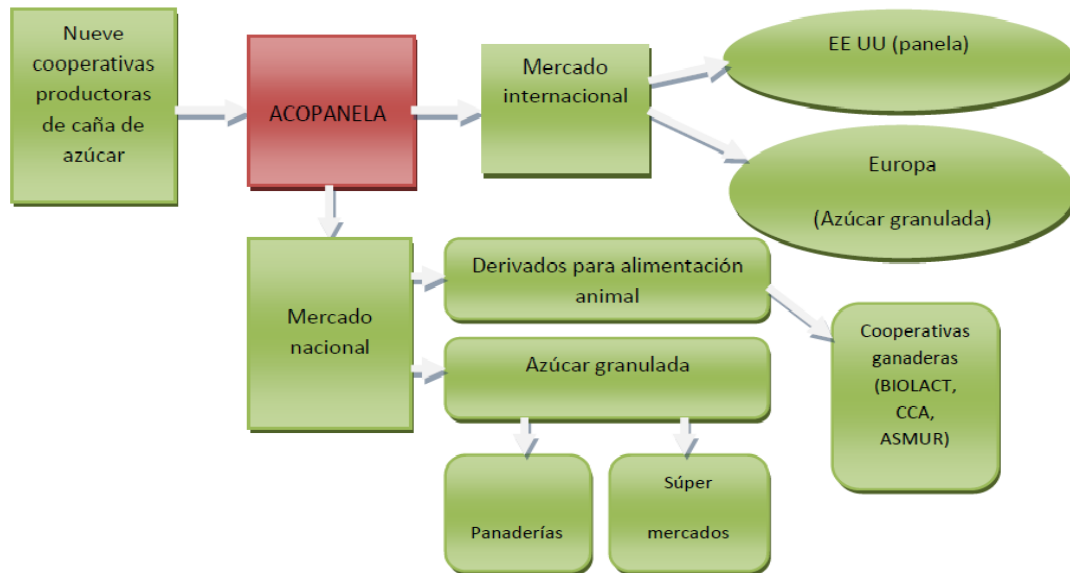 Nueve
cooperativas
productoras
de caña de
azúcar
ACOPANELA
Mercado
internacional
EE UU (panela)
Europa
(Azúcar granulada)
Mercado
nacional
Derivados para alimentación
animal
Azúcar granulada
Cooperativas
ganaderas
(BIOLACT,
CCA,
ASMUR)
Panaderías
Súper
mercados